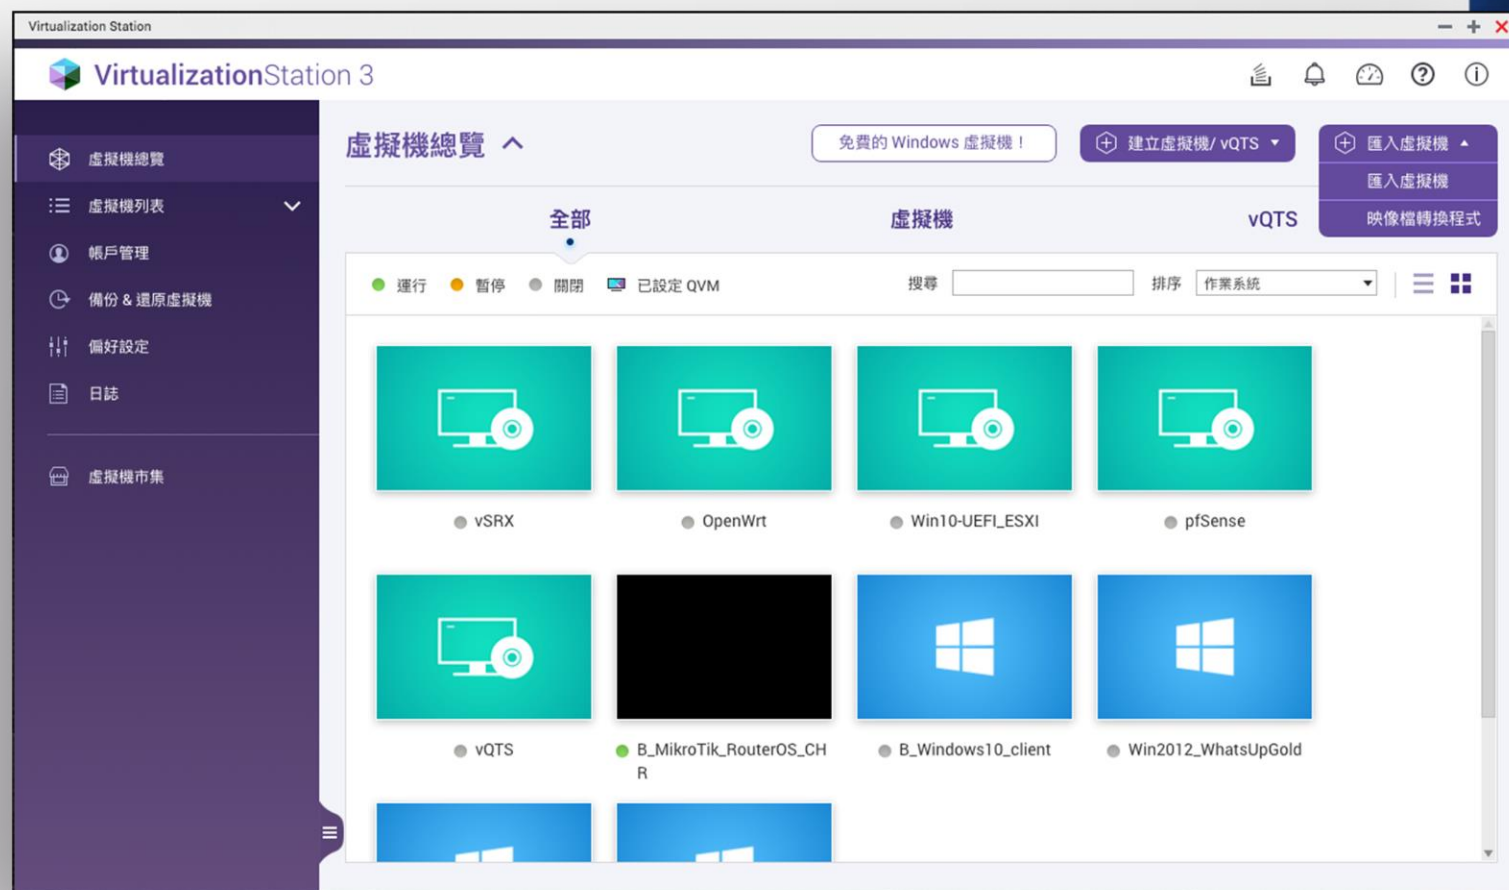 Virtualization Station
VirtualizationStation 3
虛擬機總覽
虛擬機列表
帳戶管理
備份 & 還原虛擬機
偏好設定
日誌
虛擬機市集
虛擬機總覽
免費的 Windows 虛擬機！
建立虛擬機/ vQTS
匯入虛擬機
匯入虛擬機
映像檔轉換程式
全部
虛擬機
vQTS
運行
暫停
關閉
已設定 QVM
搜尋
排序
作業系統
vSRX
OpenWrt
Win10-UEFI_ESXI
pfSense
vQTS
B_MikroTik_RouterOS_CH
R
B_Windows10_client
Win2012_WhatsUpGold